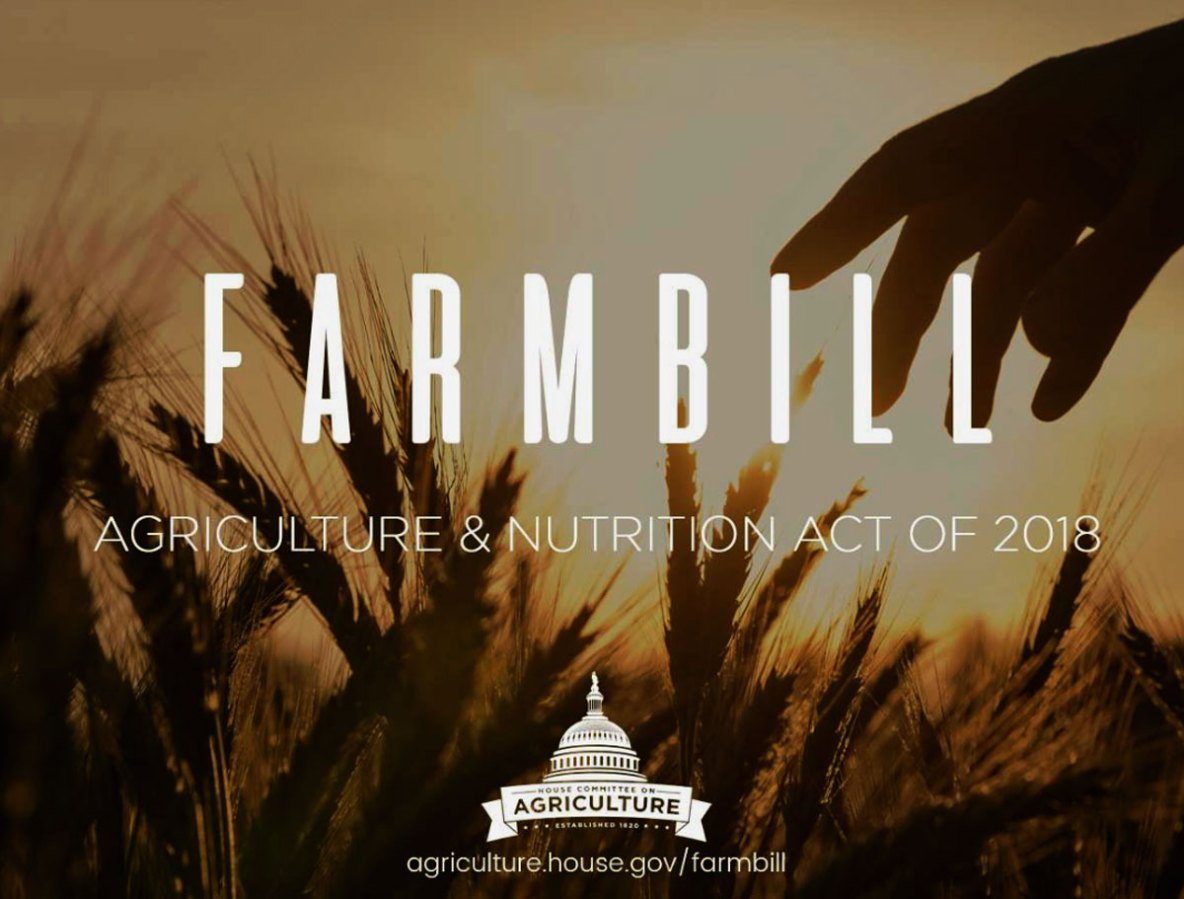 FARMBILL
AGRICULTURE & NUTRITION ACT OF 2018
HOUSE COMMITTEE ON
AGRICULTURE
ESTABLISHED 1820
agriculture.house.gov/farmbill